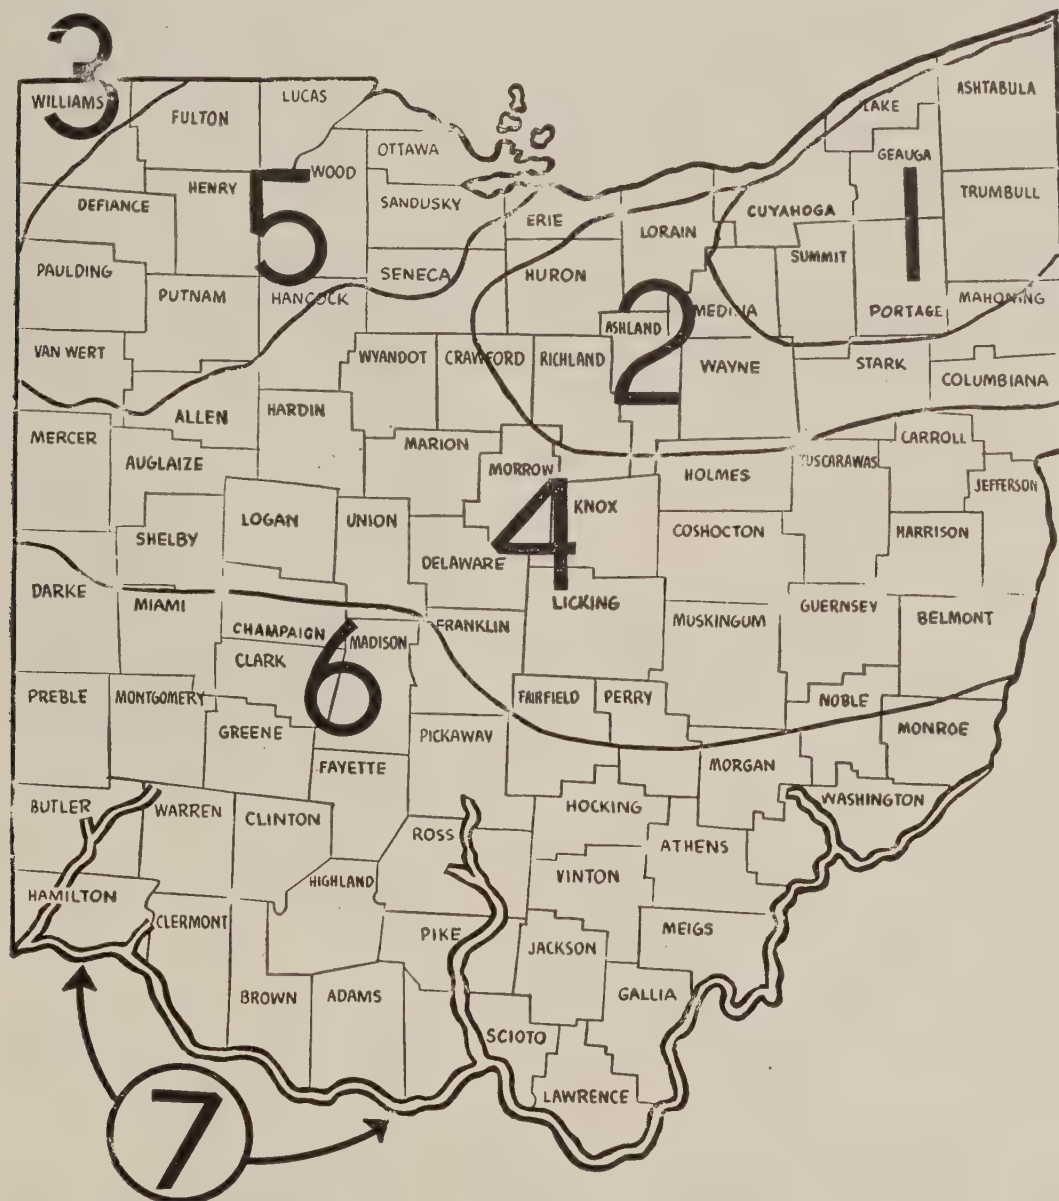 3
WILLIAMS
FULTON
LUCAS
LAKE
ASHTABULA
OTTAWA
GEAUGA
HENRY
5
WOOD
1
DEFIANCE
SANDUSKY
ERIE
LORAIN
CUYAHOGA
TRUMBULL
PAULDING
PUTNAM
HANCOCK
SENECA
HURON
2
MEDINA
SUMMIT
PORTAGE
MAHONING
ASHLAND
VAN WERT
WYANDOT
CRAWFORD
RICHLAND
WAYNE
STARK
COLUMBIANA
ALLEN
HARDIN
MERCER
MARION
CARROLL
AUGLAIZE
MORROW
HOLMES
TUSCARAWAS
JEFFERSON
LOGAN
UNION
4
KNOX
SHELBY
COSHOCTON
HARRISON
DELAWARE
DARKE
MIAMI
LICKING
GUERNSEY
BELMONT
CHAMPAIGN
MADISON
FRANKLIN
MUSKINGUM
CLARK
6
PREBLE
MONTGOMERY
FAIRFIELD
PERRY
NOBLE
MONROE
GREENE
PICKAWAY
FAYETTE
MORGAN
BUTLER
WARREN
CLINTON
HOCKING
WASHINGTON
ROSS
ATHENS
HIGHLAND
VINTON
HAMILTON
CLERMONT
PIKE
JACKSON
MEIGS
BROWN
ADAMS
GALLIA
SCIOTO
LAWRENCE
7